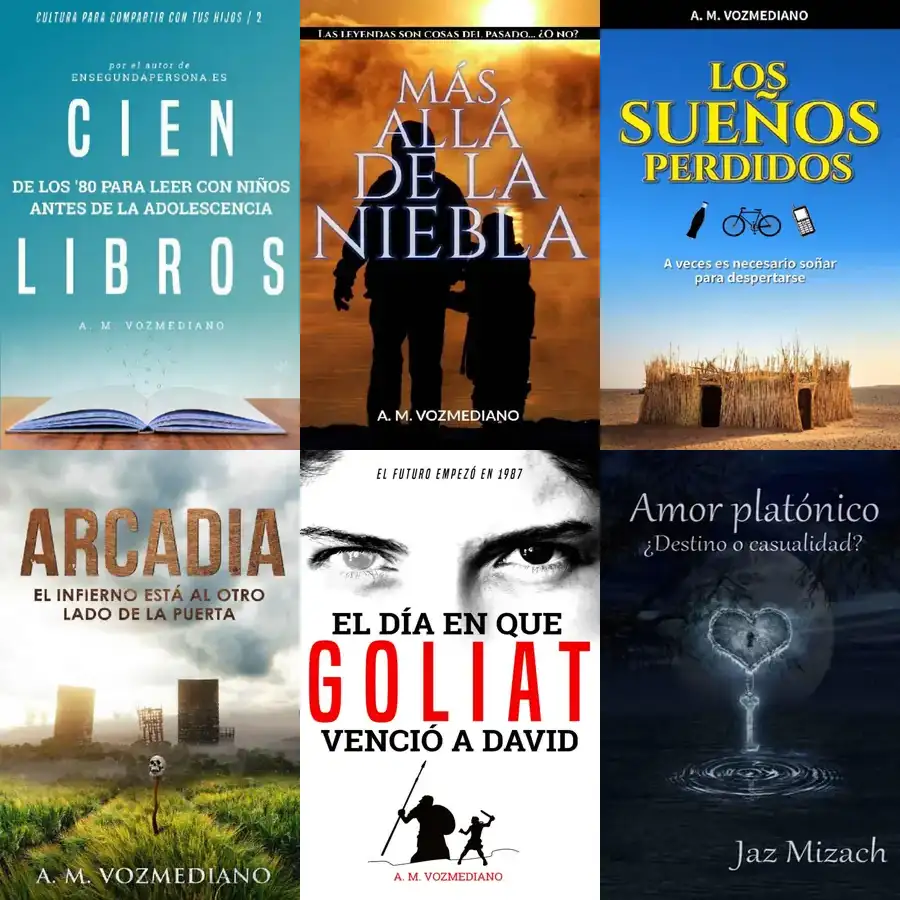 CULTURA PARA COMPARTIR CON TUS HIJOS / 2
por el autor de
ENSEGUNDAPERSONA.ES
CIEN
DE LOS '80 PARA LEER CON NIÑOS
ANTES DE LA ADOLESCENCIA
LIBROS
A. M. VOZMEDIANO
LAS LEYENDAS SON COSAS DEL PASADO... ¿O NO?
MÁS
ALLÁ
DE LA
NIEBLA
A. M. VOZMEDIANO
A. M. VOZMEDIANO
LOS
SUEÑOS
PERDIDOS
A veces es necesario soñar
para despertarse
ARCADIA
EL INFIERNO ESTÁ AL OTRO
LADO DE LA PUERTA
A. M. VOZMEDIANO
EL FUTURO EMPEZÓ EN 1987
EL DÍA EN QUE
GOLIAT
VENCIÓ A DAVID
A. M. VOZMEDIANO
Amor platónico
¿Destino o casualidad?
Jaz Mizach